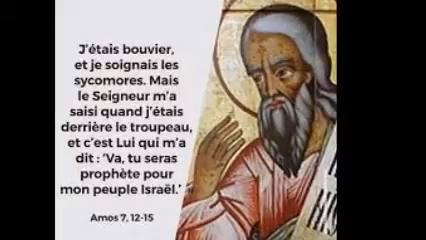 J'étais bouvier,
et je soignais les
sycomores. Mais
le Seigneur m'a
saisi quand j'étais
derrière le troupeau,
et c'est Lui qui m'a
dit : 'Va, tu seras
prophète pour
mon peuple Israël.'
Amos 7, 12-15